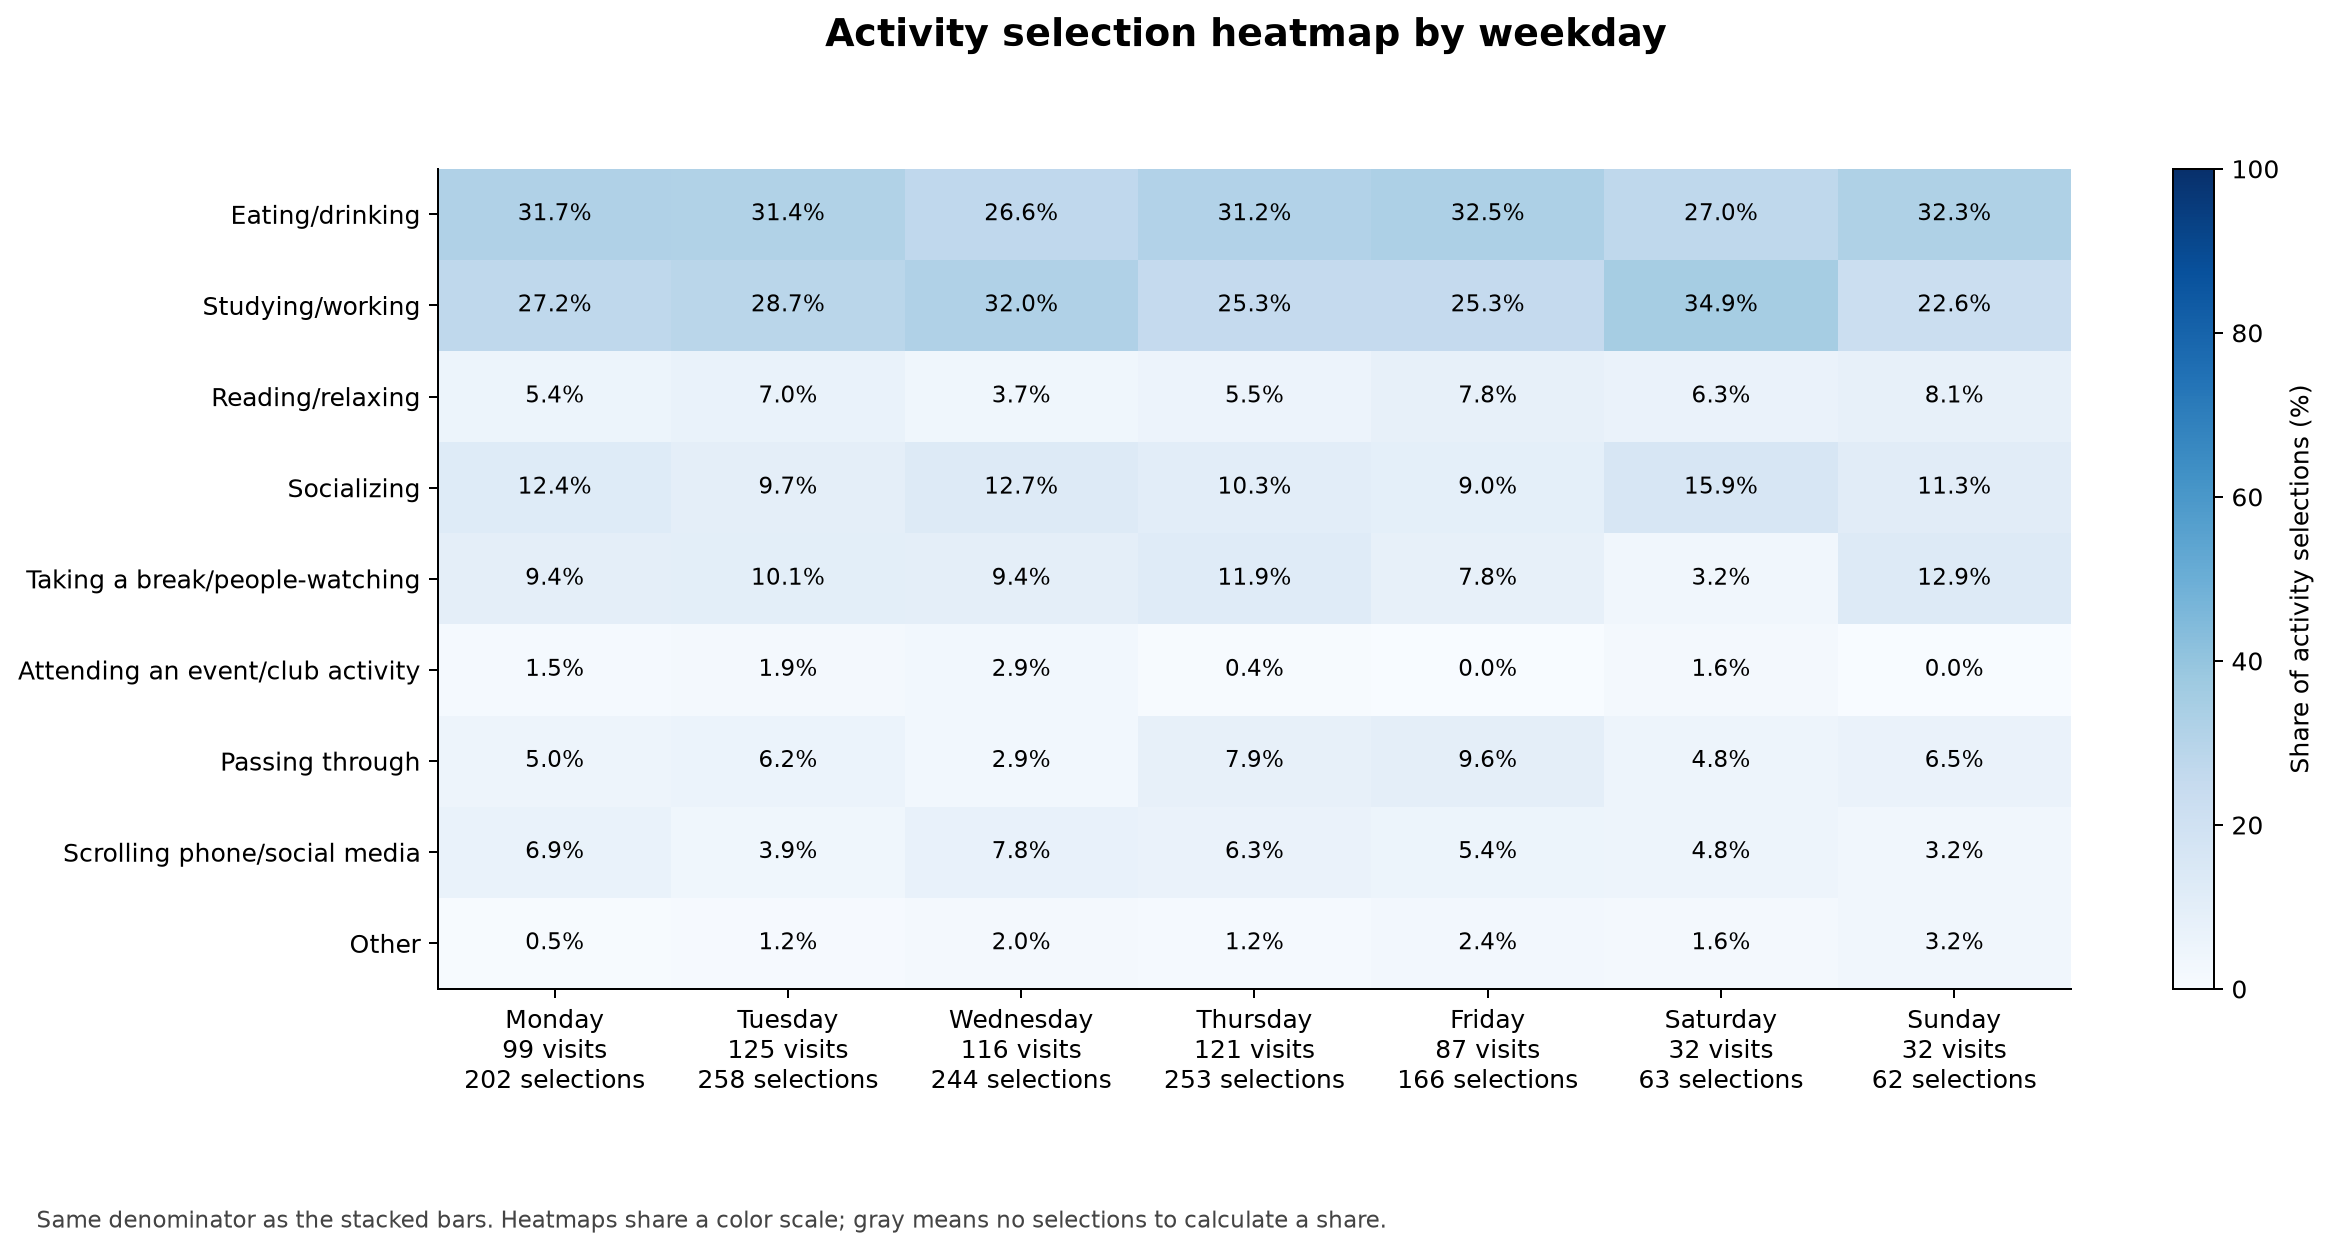 Activity selection heatmap by weekday
Eating/drinking 31.7% 31.4% 26.6% 31.2% 32.5% 27.0% 32.3%
Studying/working 27.2% 28.7% 32.0% 25.3% 25.3% 34.9% 22.6%
Reading/relaxing 5.4% 7.0% 3.7% 5.5% 7.8% 6.3% 8.1%
Socializing 12.4% 9.7% 12.7% 10.3% 9.0% 15.9% 11.3%
Taking a break/people-watching 9.4% 10.1% 9.4% 11.9% 7.8% 3.2% 12.9%
Attending an event/club activity 1.5% 1.9% 2.9% 0.4% 0.0% 1.6% 0.0%
Passing through 5.0% 6.2% 2.9% 7.9% 9.6% 4.8% 6.5%
Scrolling phone/social media 6.9% 3.9% 7.8% 6.3% 5.4% 4.8% 3.2%
Other 0.5% 1.2% 2.0% 1.2% 2.4% 1.6% 3.2%
Monday Tuesday Wednesday Thursday Friday Saturday Sunday
99 visits 125 visits 116 visits 121 visits 87 visits 32 visits 32 visits
202 selections 258 selections 244 selections 253 selections 166 selections 63 selections 62 selections
100
80
60
40
20
0
Share of activity selections (%)
Same denominator as the stacked bars. Heatmaps share a color scale; gray means no selections to calculate a share.